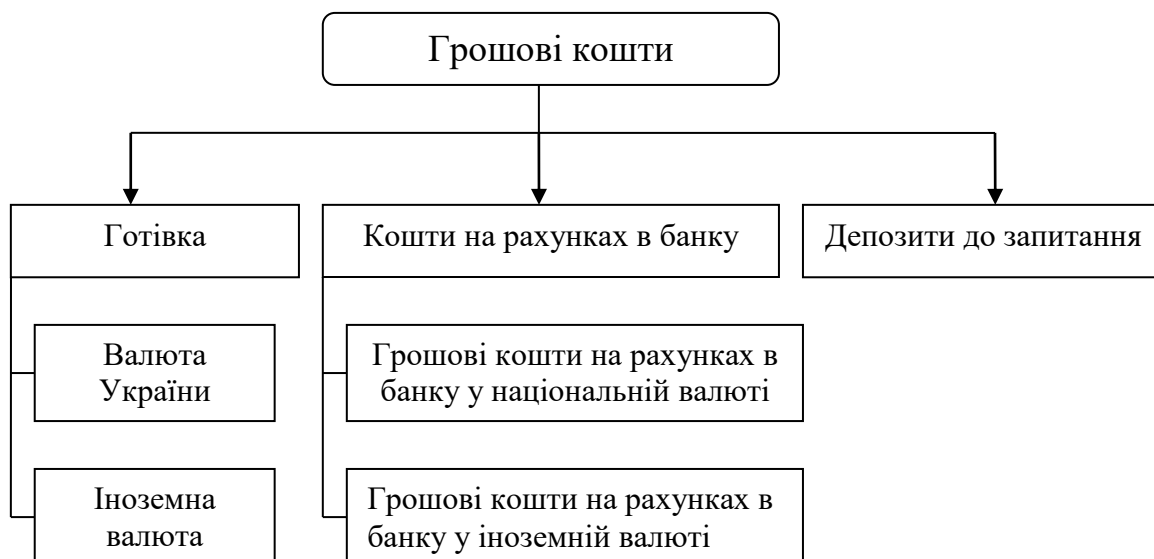 Грошові кошти
Готівка
Кошти на рахунках в банку
Депозити до запитання
Валюта
України
Грошові кошти на рахунках в
банку у національній валюті
Іноземна
валюта
Грошові кошти на рахунках в
банку у іноземній валюті